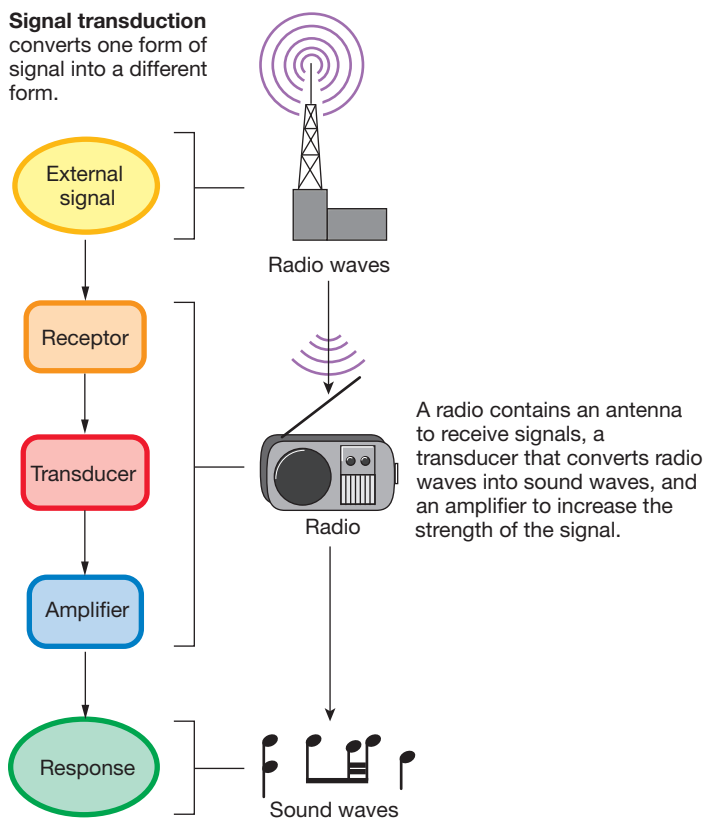 Signal transduction
converts one form of
signal into a different
form.
External
signal
Radio waves
Receptor
Transducer
Amplifier
Radio
A radio contains an antenna
to receive signals, a
transducer that converts radio
waves into sound waves, and
an amplifier to increase the
strength of the signal.
Response
Sound waves